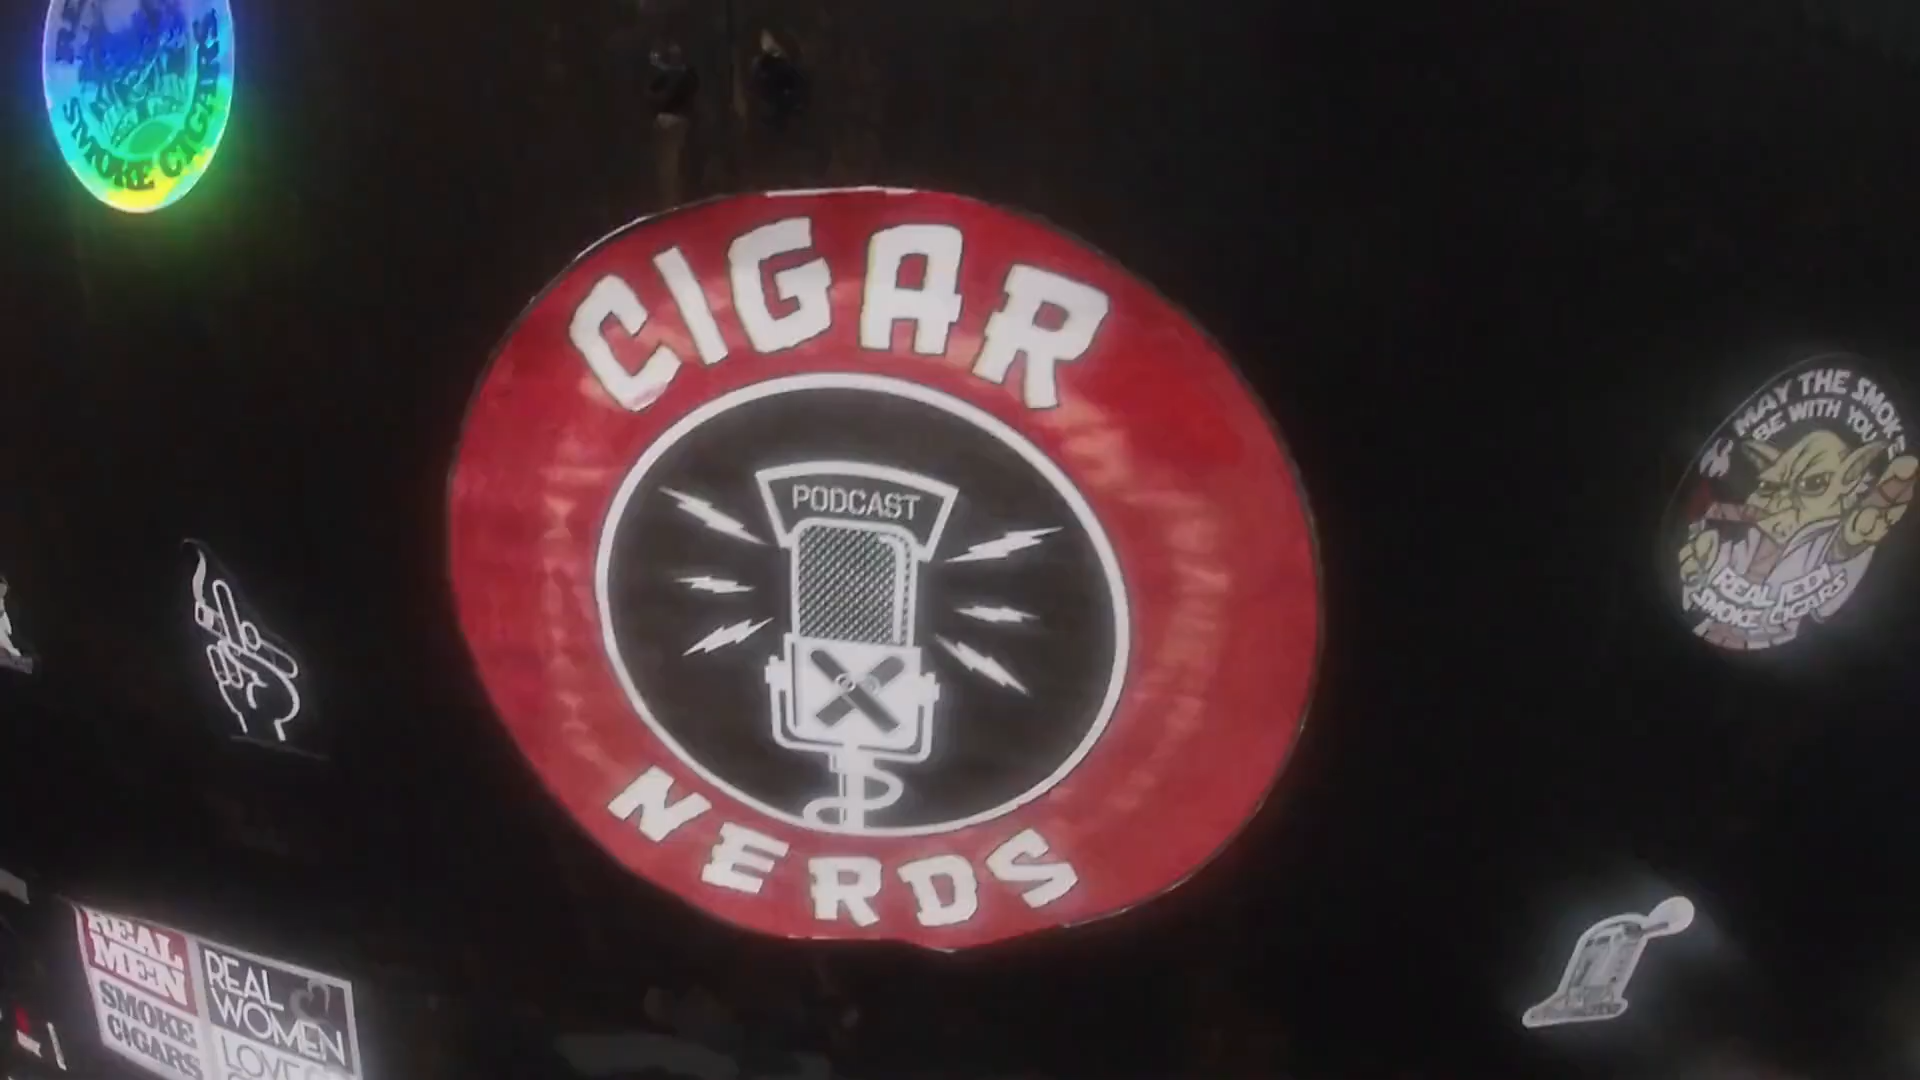 SMOKE CIGARS
CIGAR
PODCAST
NERDS
MAY THE SMOKE
BE WITH YOU
REAL JEDI
SMOKE CIGARS
REAL
MEN
SMOKE
CIGARS
REAL
WOMEN
LOVE